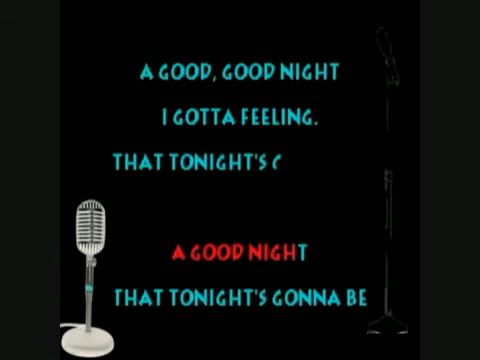 A GOOD, GOOD NIGHT
I GOTTA FEELING.
THAT TONIGHT'S
A GOOD NIGHT
THAT TONIGHT'S GONNA BE